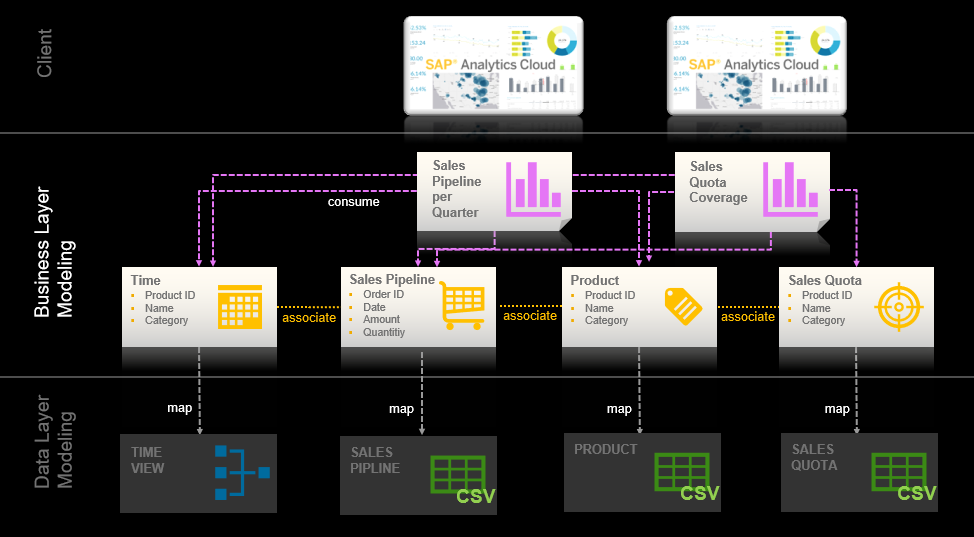 Client
SAP® Analytics Cloud
SAP® Analytics Cloud
Business Layer
Modeling
Sales
Pipeline
per
Quarter
Sales
Quota
Coverage
consume
Time
Product ID
Name
Category
associate
Sales Pipeline
Order ID
Date
Amount
Quantitiy
associate
Product
Product ID
Name
Category
associate
Sales Quota
Product ID
Name
Category
map
map
map
map
Data Layer
Modeling
TIME
VIEW
SALES
PIPLINE
CSV
PRODUCT
CSV
SALES
QUOTA
CSV